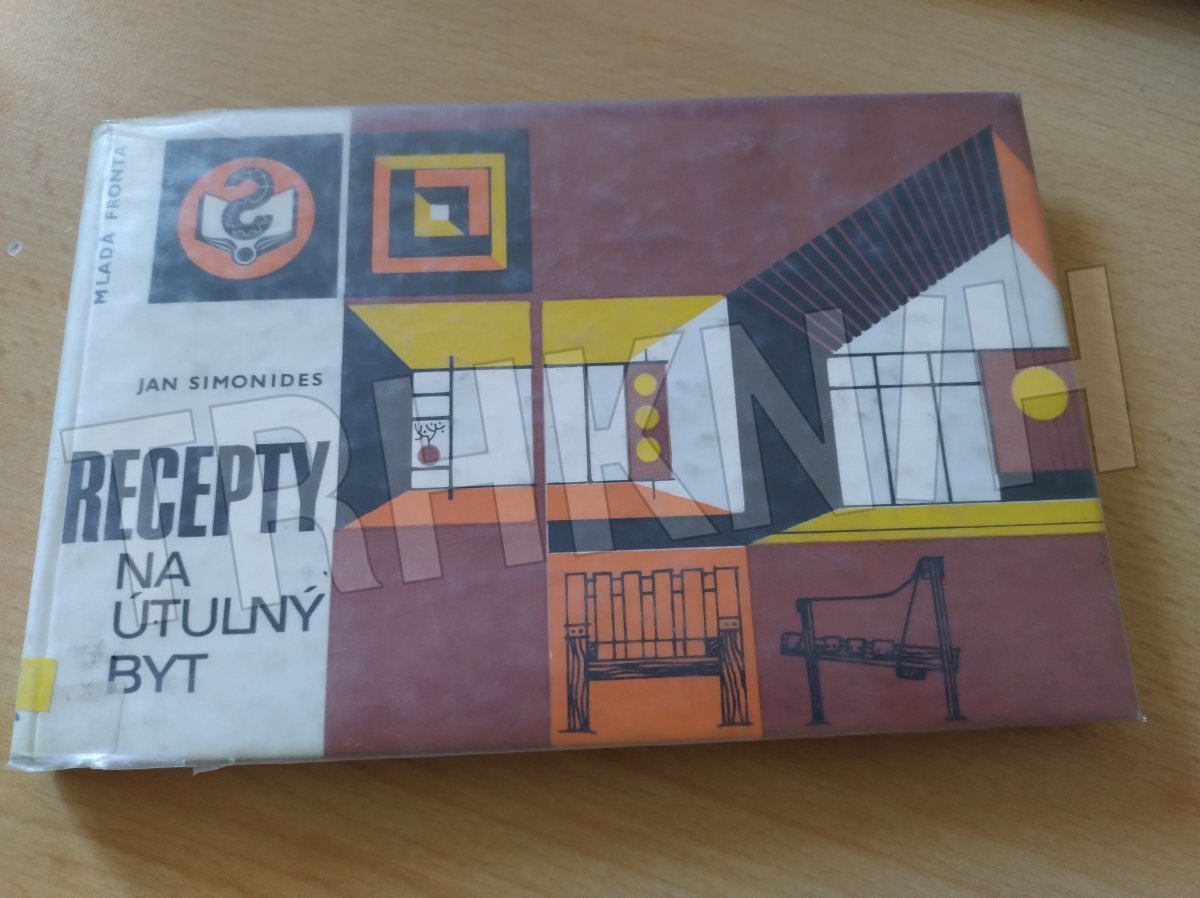 MLADÁ FRONTA
JAN SIMONIDES
RECEPTY
NA
ÚTULNÝ
BYT
TRHKNIH